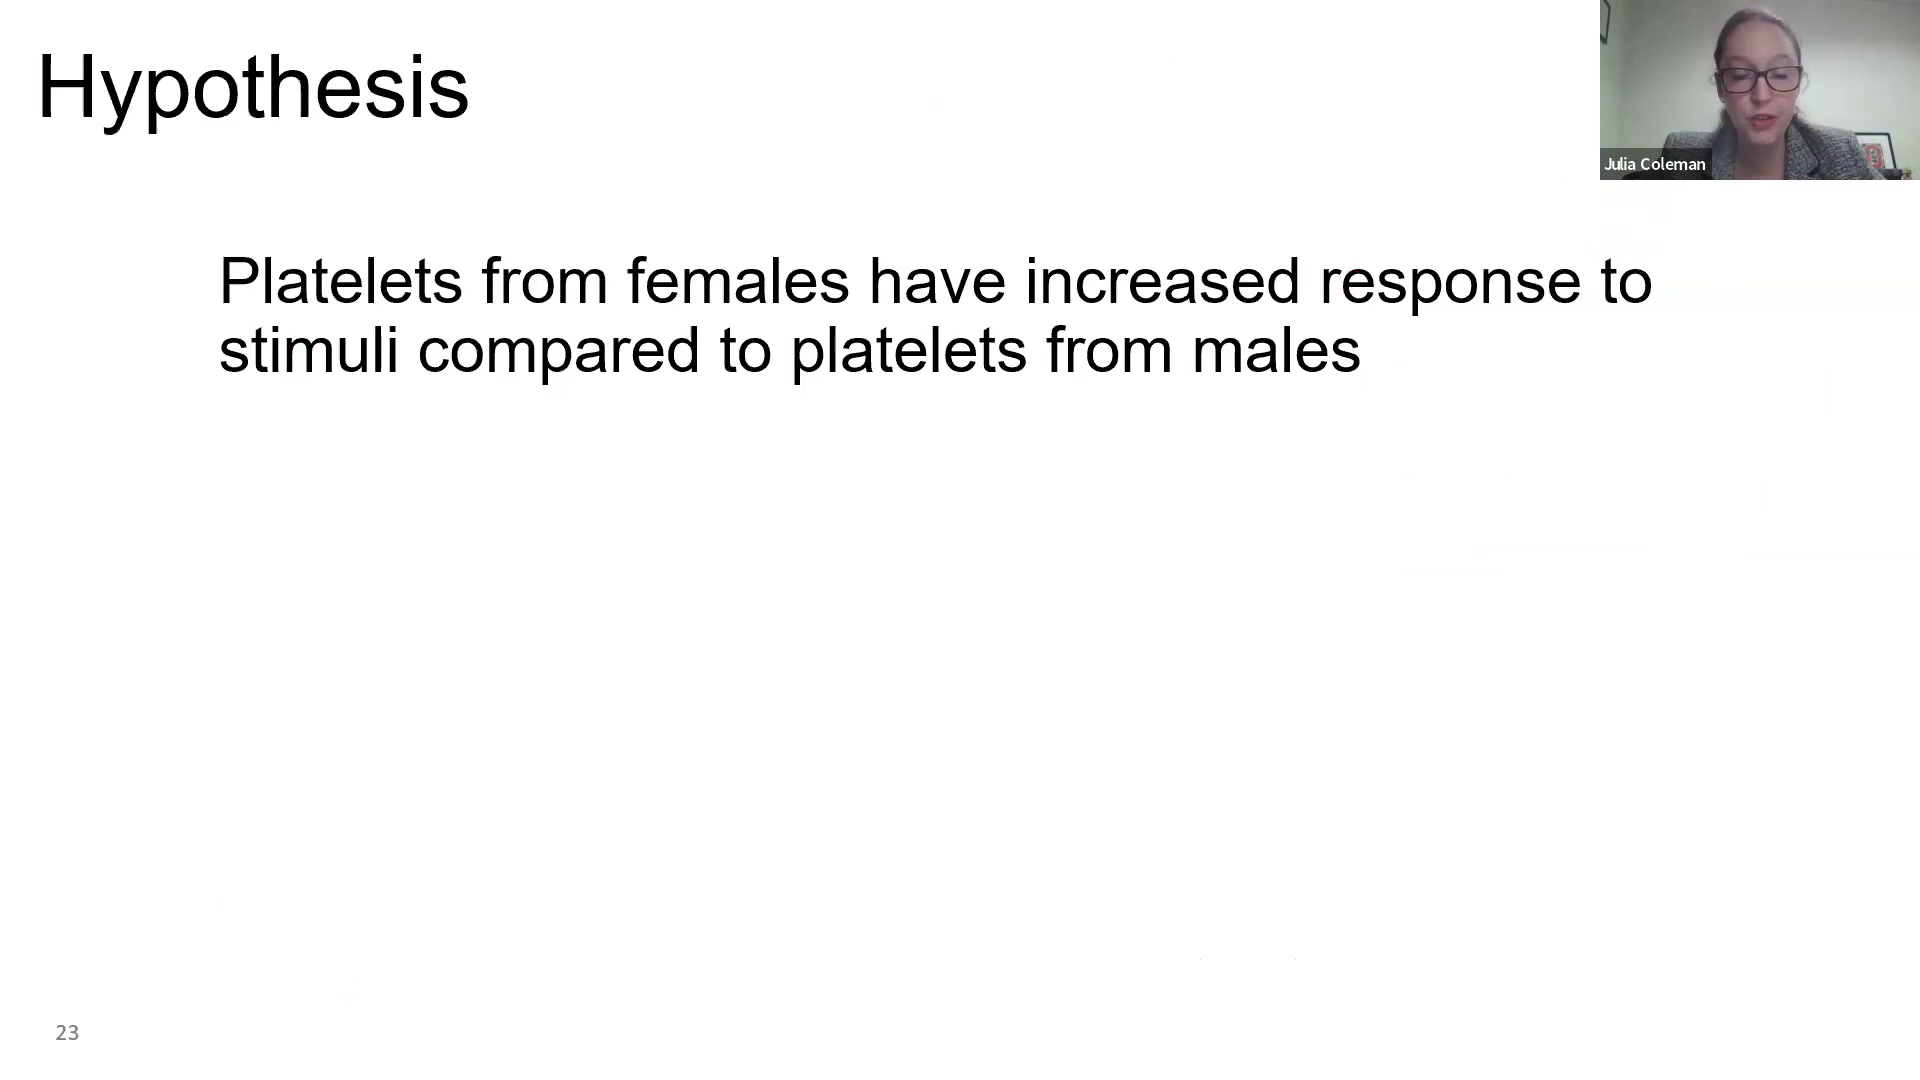 Hypothesis
Julia Coleman
Platelets from females have increased response to
stimuli compared to platelets from males
23